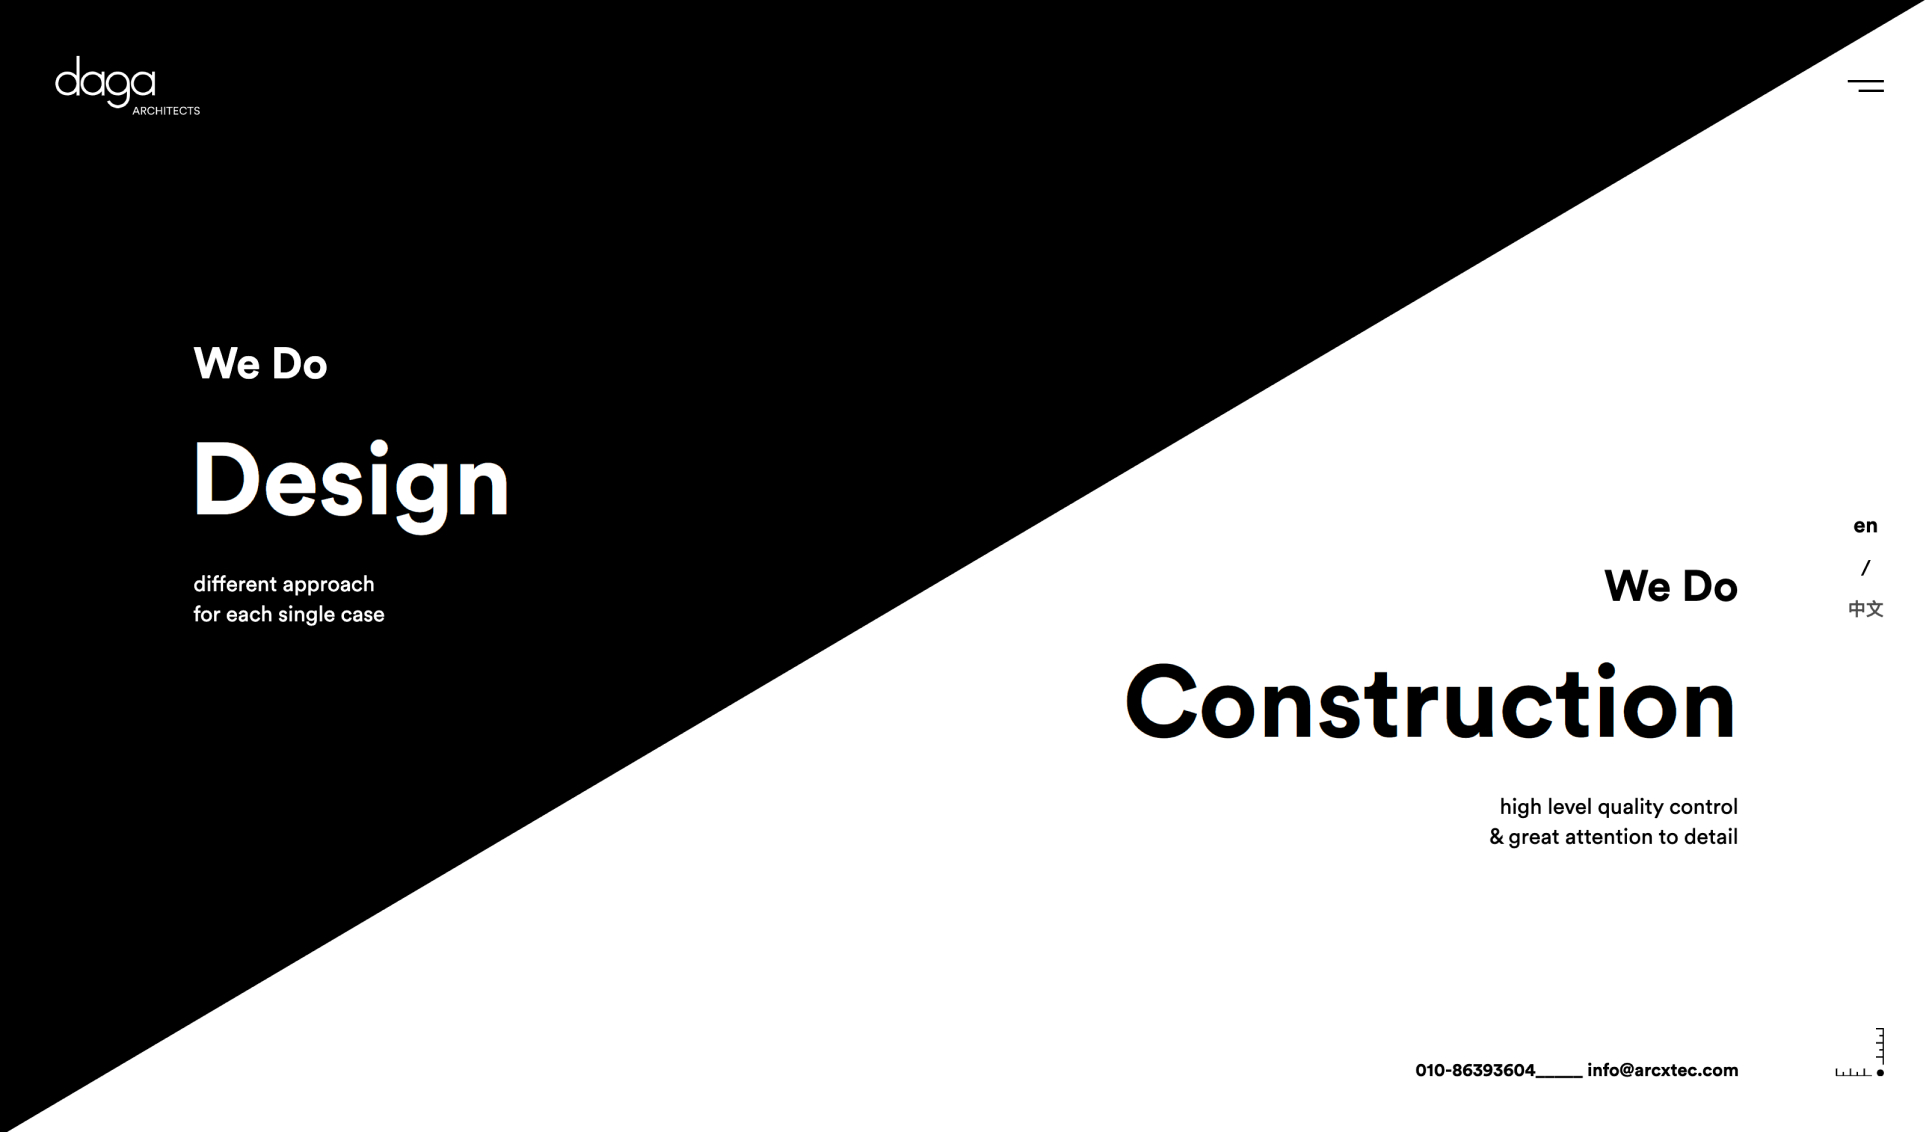 daga
ARCHITECTS
We Do
Design
different approach
for each single case
en
/
中文
We Do
Construction
high level quality control
& great attention to detail
010-86393604_____ info@arcxtec.com